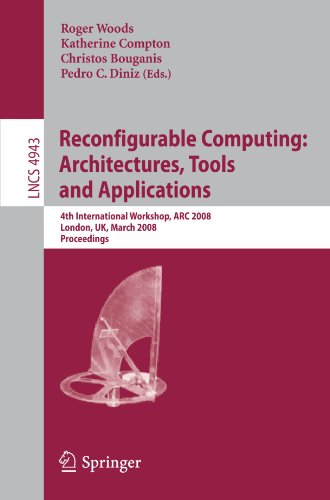 Roger Woods
Katherine Compton
Christos Bouganis
Pedro C. Diniz (Eds.)
LNCS 4943
Reconfigurable Computing:
Architectures, Tools
and Applications
4th International Workshop, ARC 2008
London, UK, March 2008
Proceedings
Springer